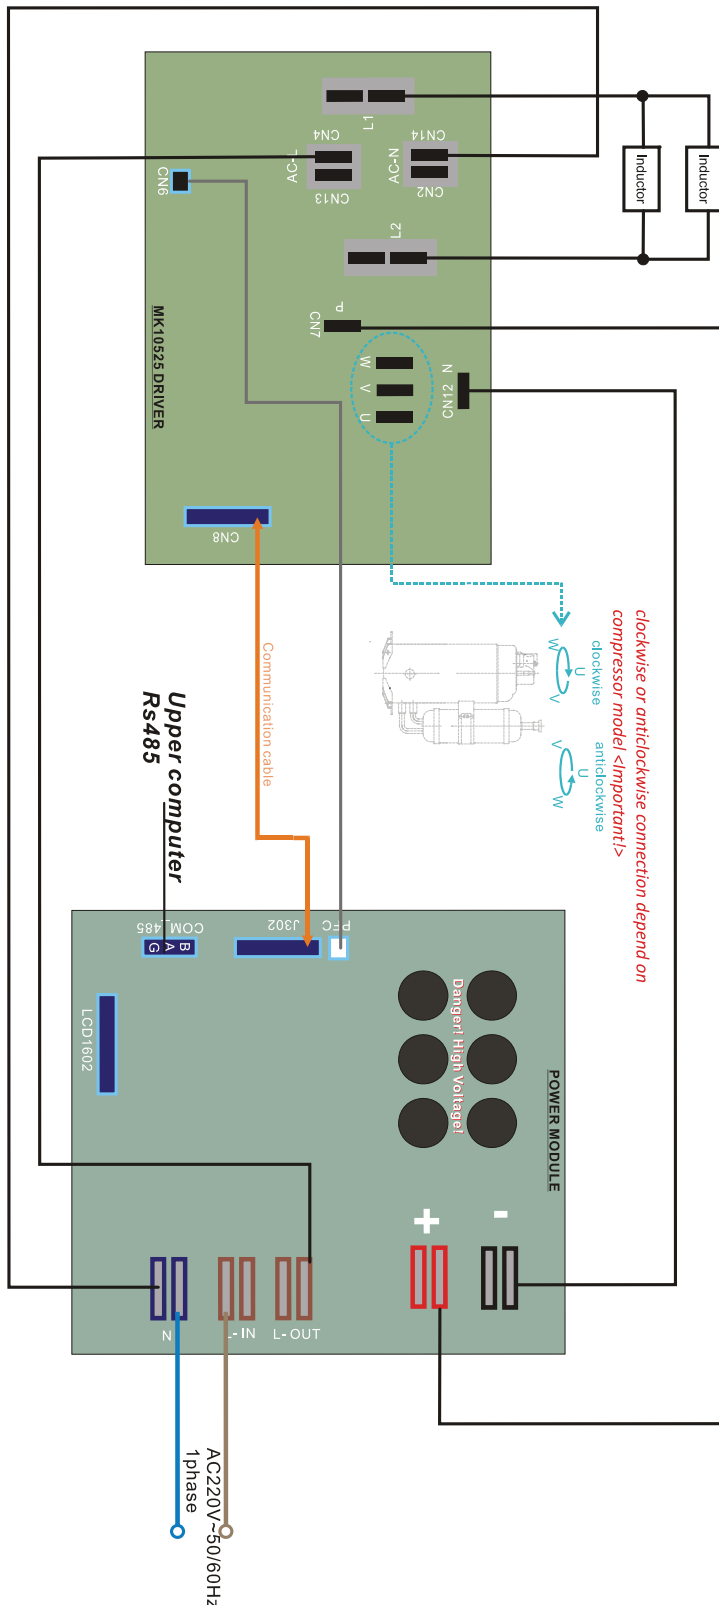 L1
CN4
CN14
AC-L
AC-N
CN13
CN2
CN6
L2
Inductor
Inductor
P
CN7
MK10525 DRIVER
W
V
U
N
CN12
CN8
clockwise or anticlockwise connection depend on
compressor model <Important!>
clockwise
W
U
V
anticlockwise
V
U
W
Communication cable
Upper computer
Rs485
COM_485
G
A
B
J302
PFC
LCD1602
Danger! High Voltage!
POWER MODULE
+
-
N
L-IN
L-OUT
AC220V~50/60Hz
1phase